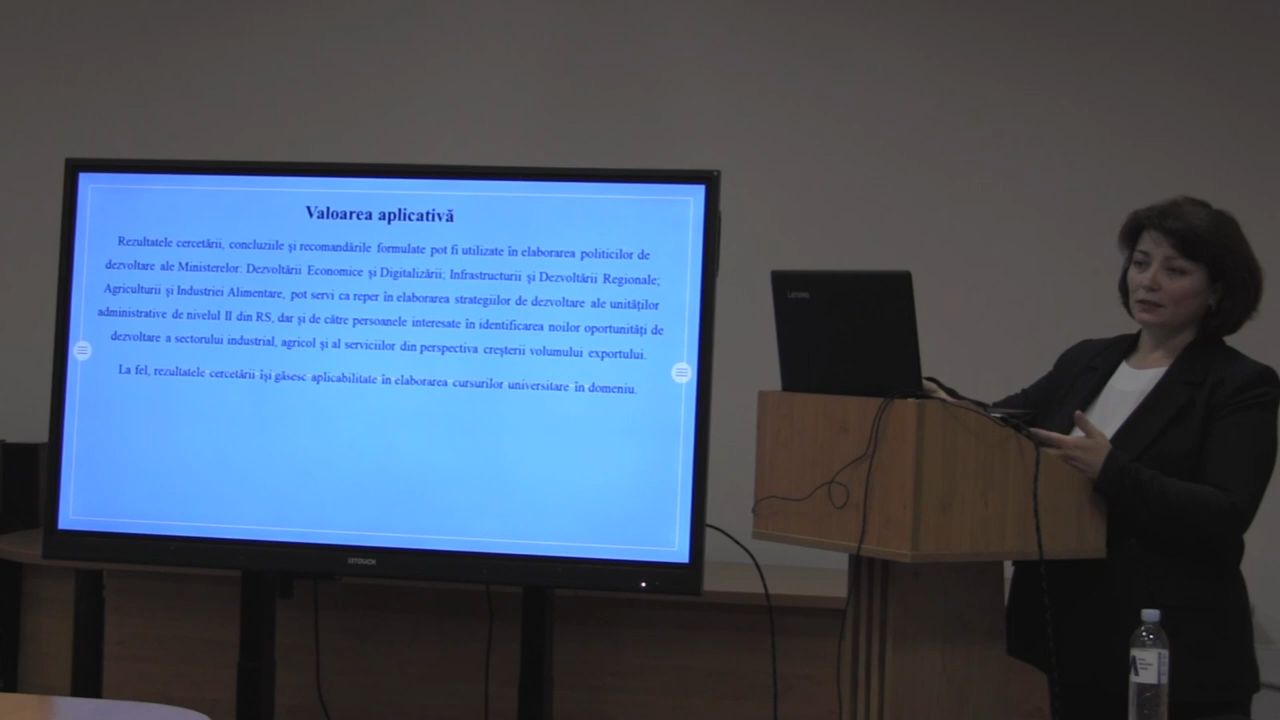 Valoarea aplicativă
Rezultatele cercetării, concluziile și recomandările formulate pot fi utilizate în elaborarea politicilor de
dezvoltare ale Ministerelor: Dezvoltării Economice și Digitalizării; Infrastructurii și Dezvoltării Regionale;
Agriculturii și Industriei Alimentare, pot servi ca reper în elaborarea strategiilor de dezvoltare ale unităților
administrative de nivelul II din RS, dar și de către persoanele interesate în identificarea noilor oportunități de
dezvoltare a sectorului industrial, agricol și al serviciilor din perspectiva creșterii volumului exportului.
La fel, rezultatele cercetării își găsesc aplicabilitate în elaborarea cursurilor universitare în domeniu.
Lenovo